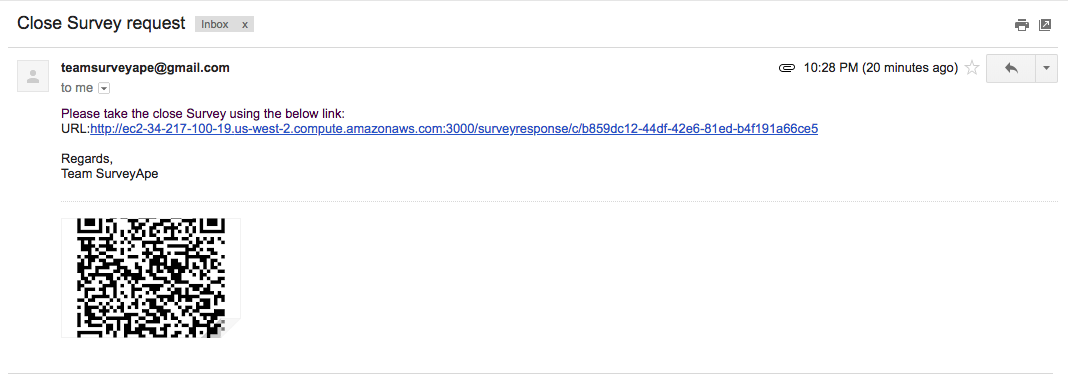 Close Survey request Inbox x
teamsurveyape@gmail.com 10:28 PM (20 minutes ago)
to me
Please take the close Survey using the below link:
URL:http://ec2-34-217-100-19.us-west-2.compute.amazonaws.com:3000/surveyresponse/c/b859dc12-44df-42e6-81ed-b4f191a66ce5
Regards,
Team SurveyApe